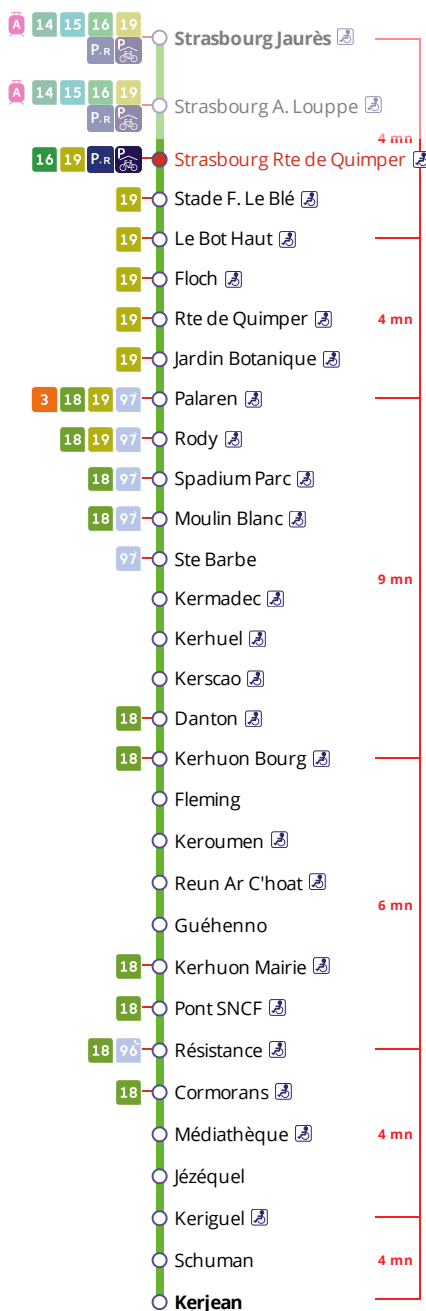 A 14 15 16 19 Strasbourg Jaurès
P.R P
A 14 15 16 19 Strasbourg A. Louppe
P.R P
4 mn
16 19 P.R P Strasbourg Rte de Quimper
19 Stade F. Le Blé
19 Le Bot Haut
19 Floch
19 Rte de Quimper 4 mn
19 Jardin Botanique
3 18 19 97 Palaren
18 19 97 Rody
18 97 Spadium Parc
18 97 Moulin Blanc
97 Ste Barbe
9 mn
Kermadec
Kerhuel
Kerscao
18 Danton
18 Kerhuon Bourg
Fleming
Keroumen
Reun Ar C'hoat
6 mn
Guéhenno
18 Kerhuon Mairie
18 Pont SNCF
18 96 Résistance
18 Cormorans
Médiathèque 4 mn
Jézéquel
Keriguel
Schuman 4 mn
Kerjean